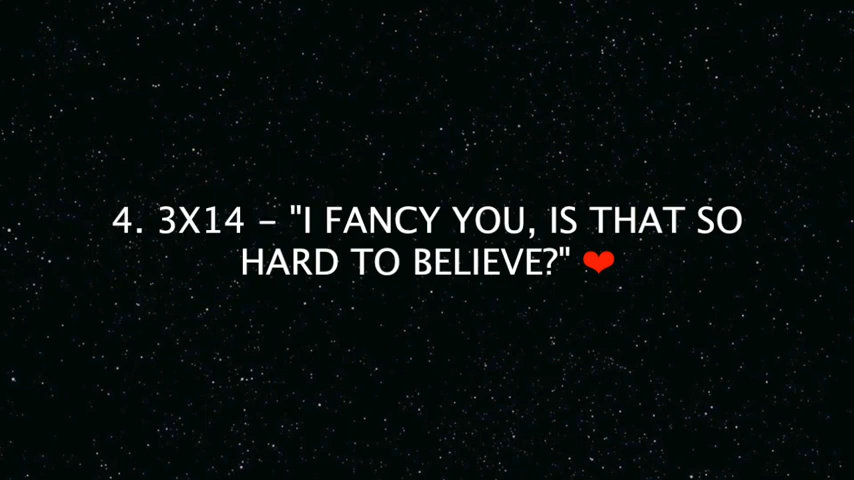 4. 3X14 – "I FANCY YOU, IS THAT SO
HARD TO BELIEVE?" ❤